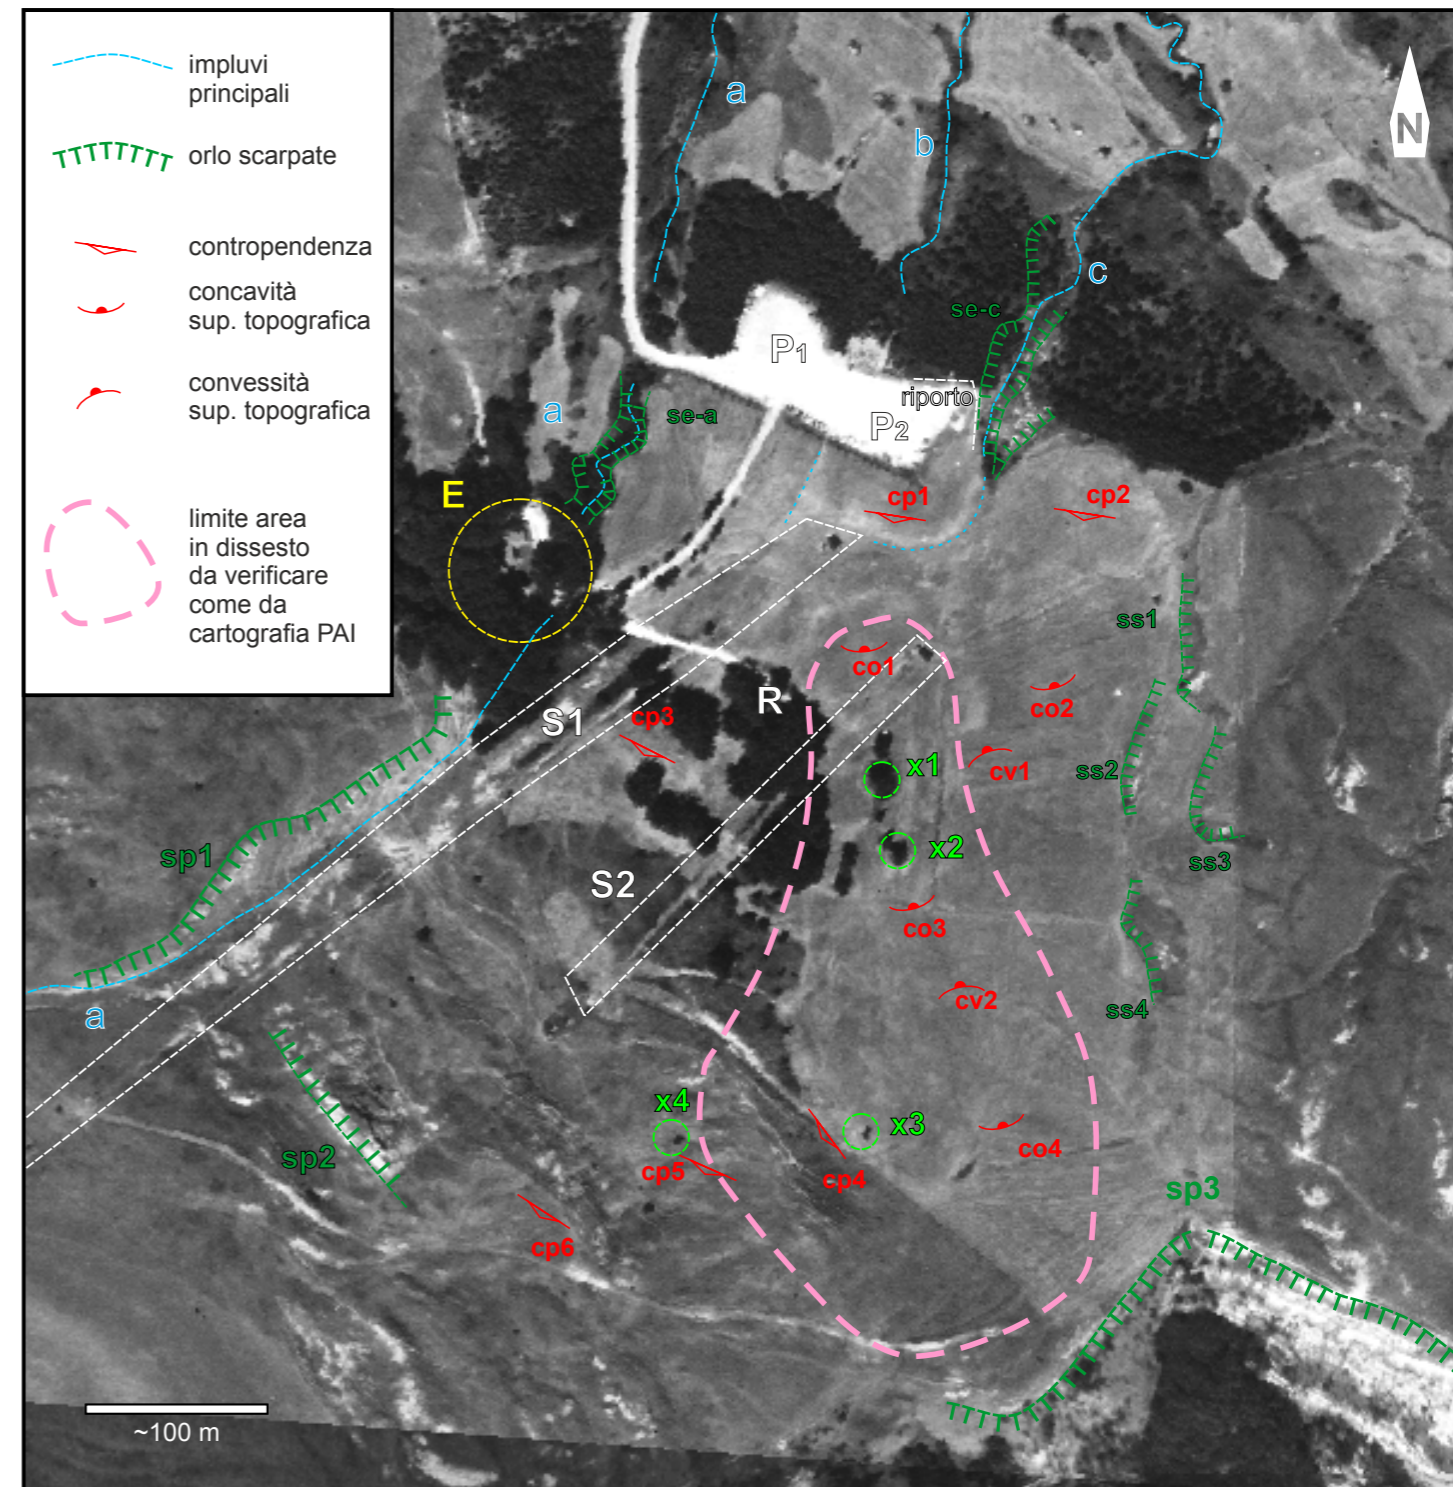 impluvi
principali
orlo scarpate
contropendenza
concavità
sup. topografica
convessità
sup. topografica
limite area
in dissesto
da verificare
come da
cartografia PAI
N
a
b
c
se-c
P1
riporto
P2
a
se-a
E
cp1
cp2
ss1
co1
R
S1
cp3
co2
x1
cv1
ss2
x2
ss3
sp1
S2
co3
cv2
ss4
a
x4
x3
co4
sp2
cp5
cp4
sp3
cp6
~100 m